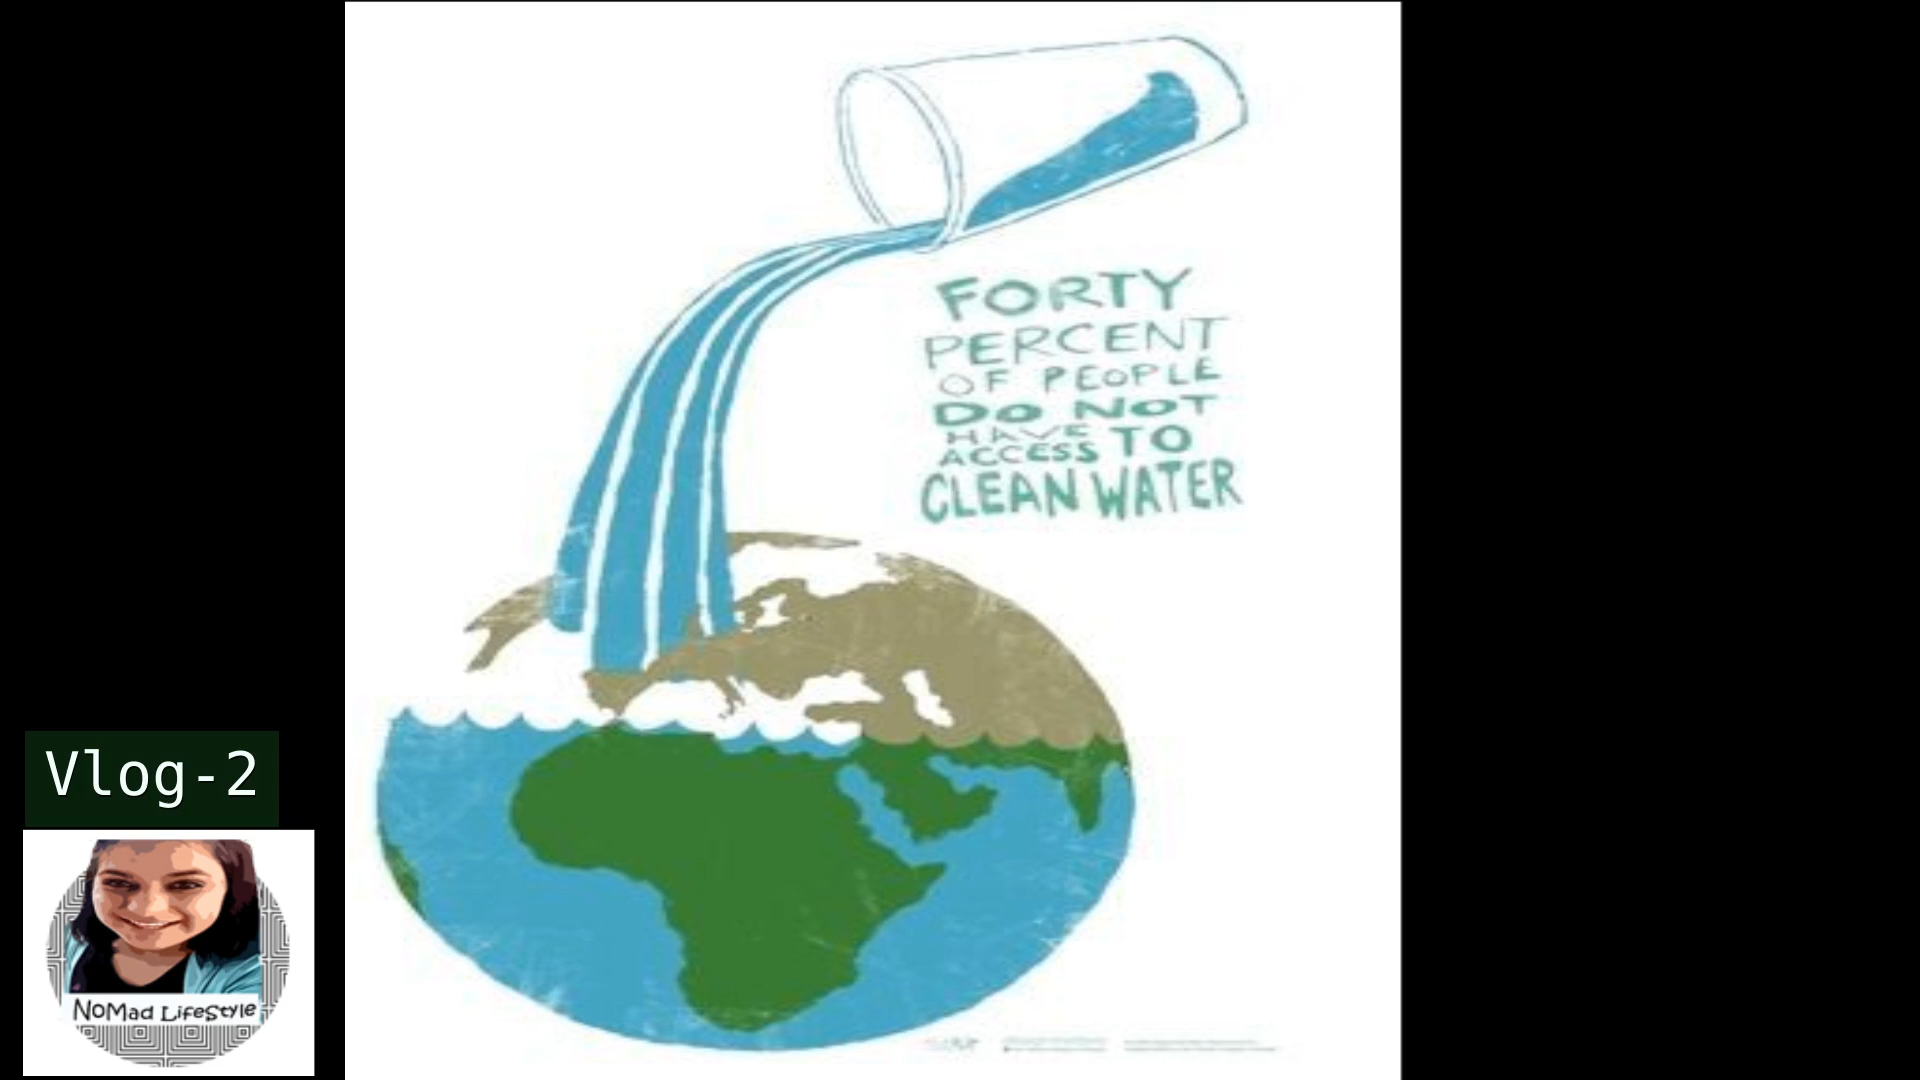 FORTY
PERCENT
OF PEOPLE
DO NOT
HAVE TO
ACCESS
CLEAN WATER
Vlog-2
NoMad LifeStyle